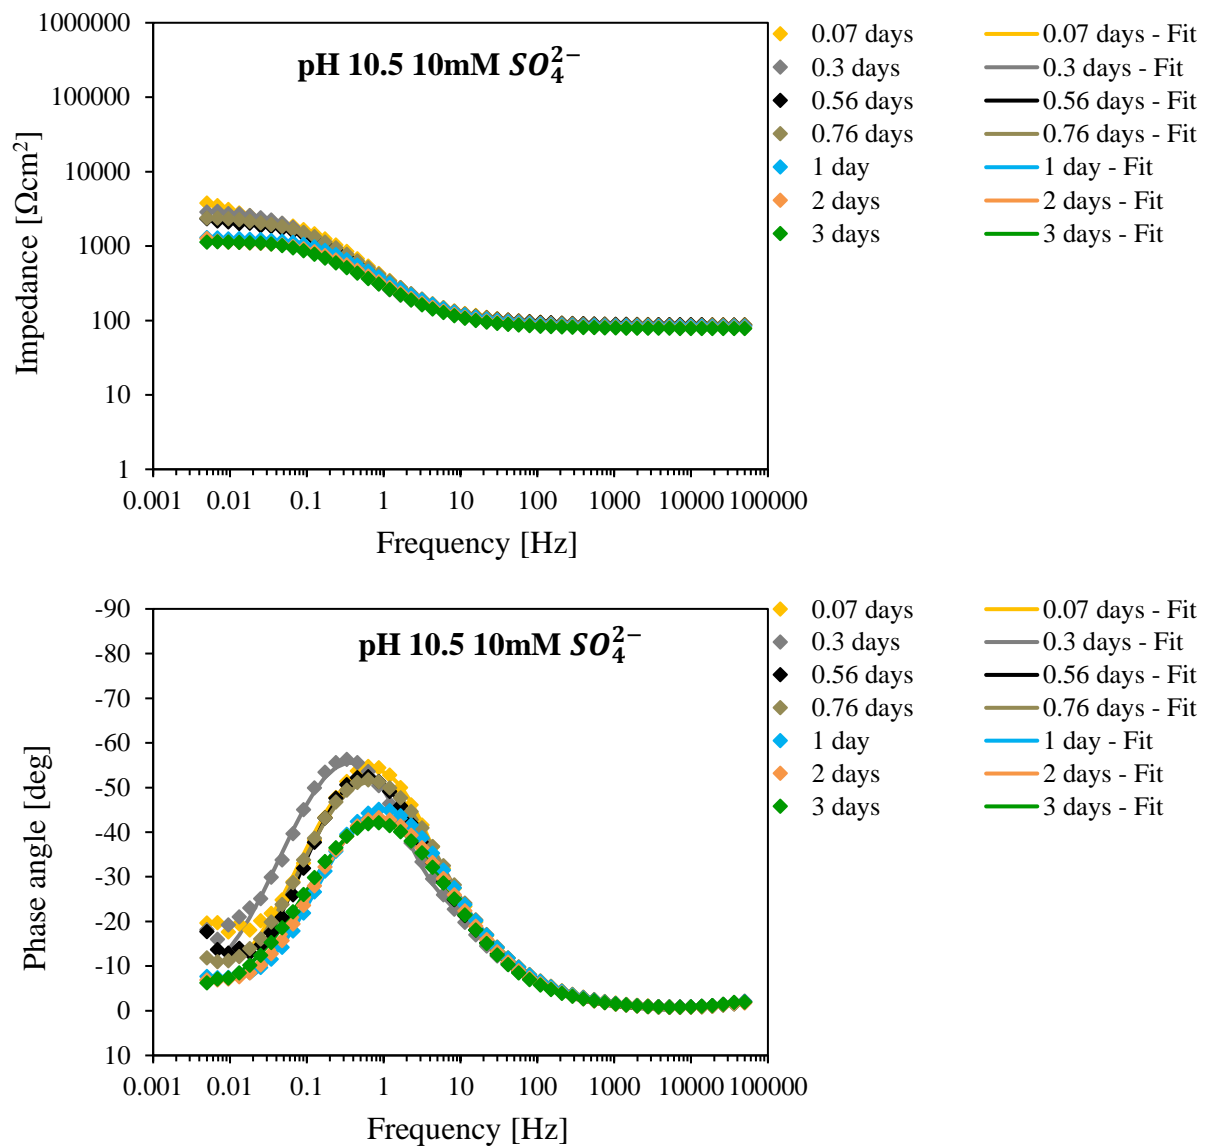 1000000
100000
10000
1000
100
10
1
Impedance [Ωcm²]
pH 10.5 10mM SO₄²⁻
0.001 0.01 0.1 1 10 100 1000 10000 100000
Frequency [Hz]
0.07 days 0.07 days - Fit
0.3 days 0.3 days - Fit
0.56 days 0.56 days - Fit
0.76 days 0.76 days - Fit
1 day 1 day - Fit
2 days 2 days - Fit
3 days 3 days - Fit
-90
-80
-70
-60
-50
-40
-30
-20
-10
0
10
Phase angle [deg]
pH 10.5 10mM SO₄²⁻
0.001 0.01 0.1 1 10 100 1000 10000 100000
Frequency [Hz]
0.07 days 0.07 days - Fit
0.3 days 0.3 days - Fit
0.56 days 0.56 days - Fit
0.76 days 0.76 days - Fit
1 day 1 day - Fit
2 days 2 days - Fit
3 days 3 days - Fit